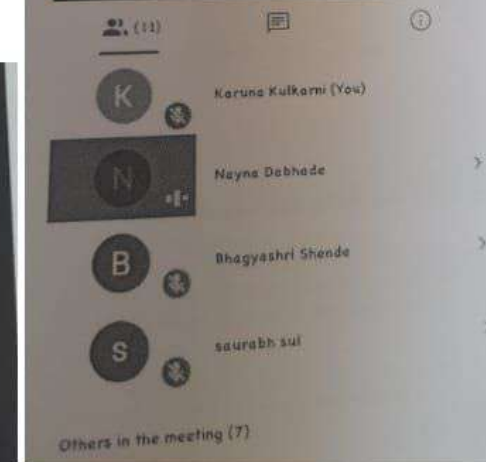 (11)
K Karuna Kulkarni (You)
N Nayna Dabhade
B Bhagyashri Shende
S saurabh sul
Others in the meeting (7)